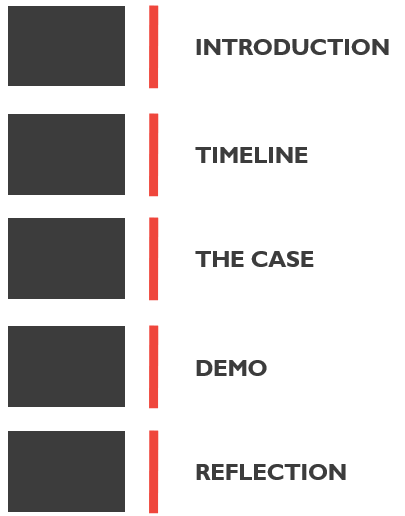 INTRODUCTION
TIMELINE
THE CASE
DEMO
REFLECTION